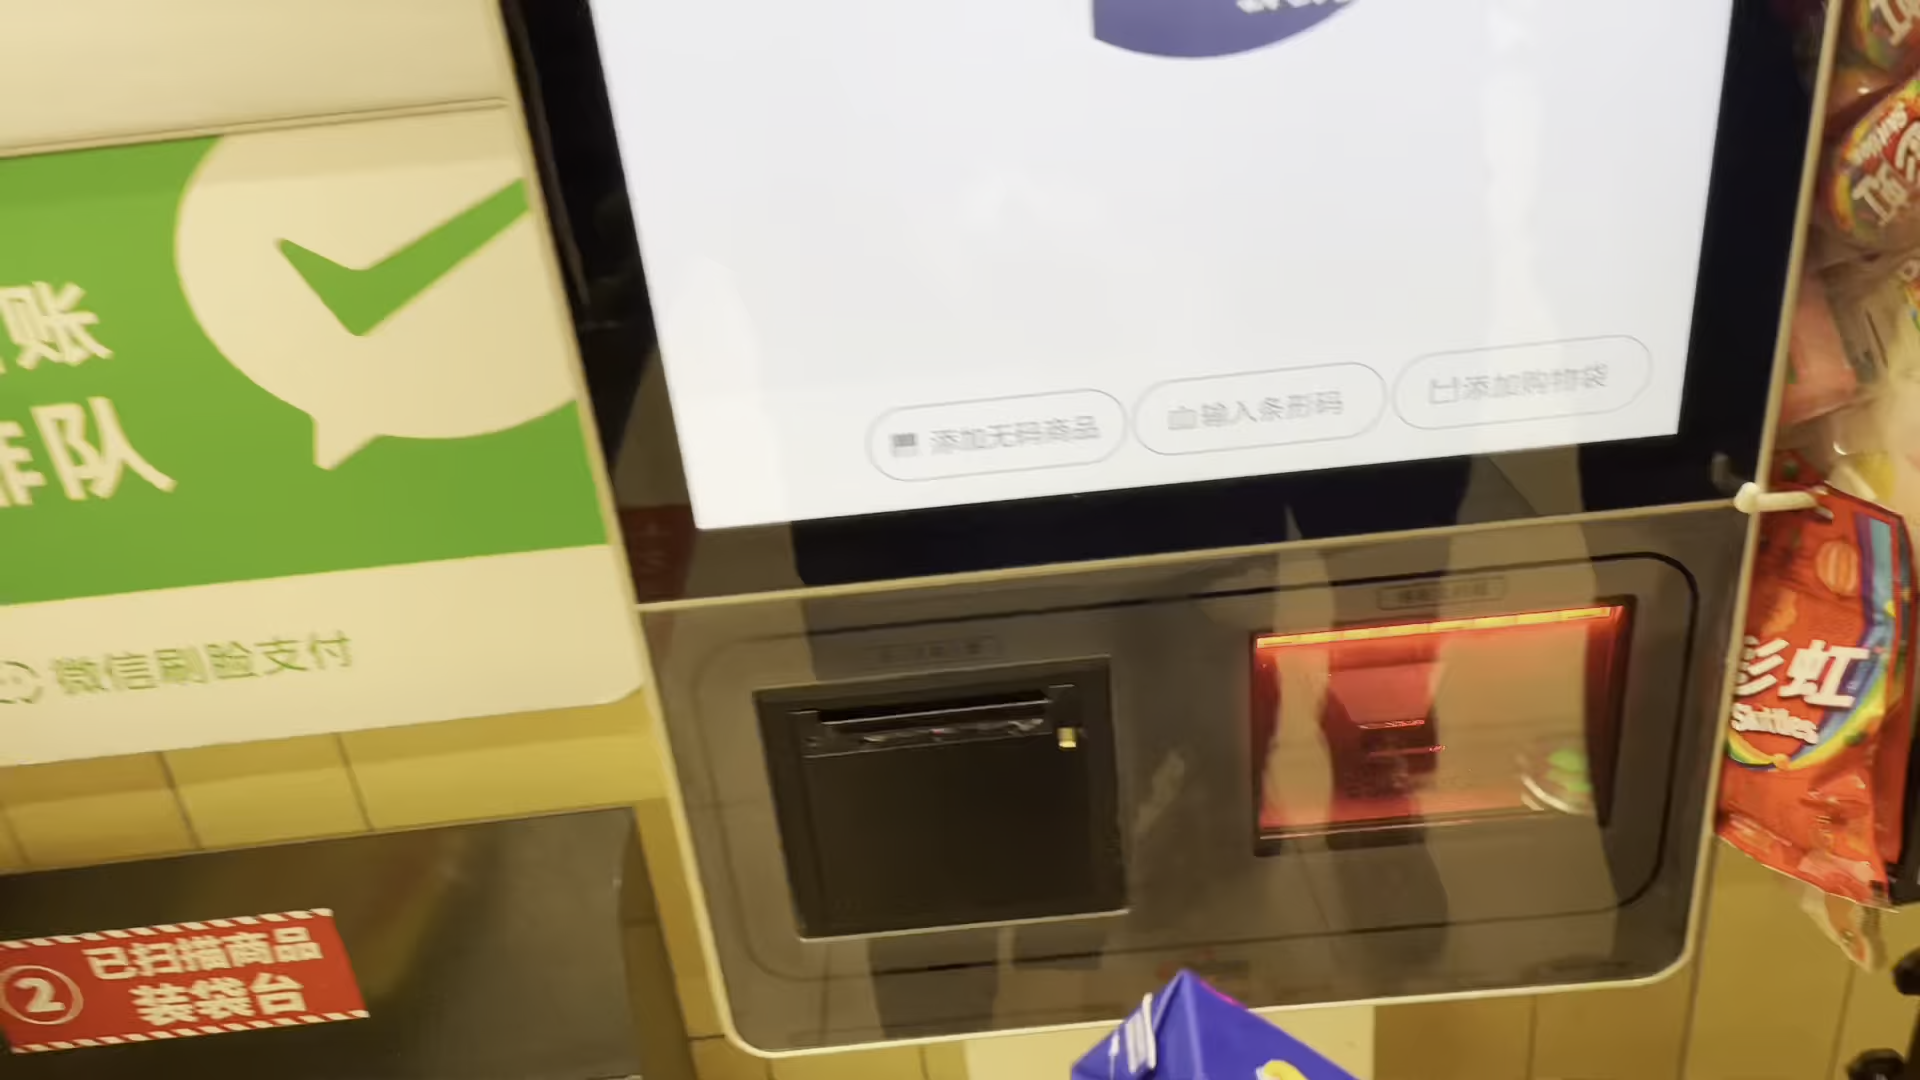 账
排队
微信刷脸支付
添加无码商品
输入条形码
添加购物袋
2
已扫描商品
装袋台
彩虹
Skittles